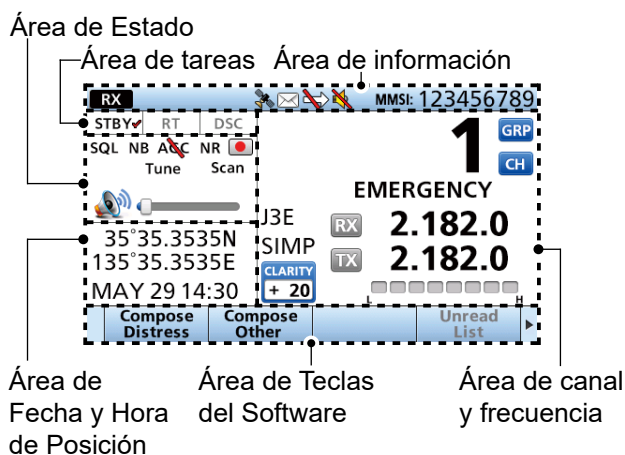 Área de Estado
Área de tareas
Área de información
RX
MMSI: 123456789
STBY RT DSC
SQL NB AGC NR
Tune Scan
1 GRP
CH
EMERGENCY
J3E RX 2.182.0
SIMP TX 2.182.0
CLARITY
+ 20
L H
35°35.3535N
135°35.3535E
MAY 29 14:30
Compose Distress
Compose Other
Unread List
Área de
Fecha y Hora
de Posición
Área de Teclas
del Software
Área de canal
y frecuencia